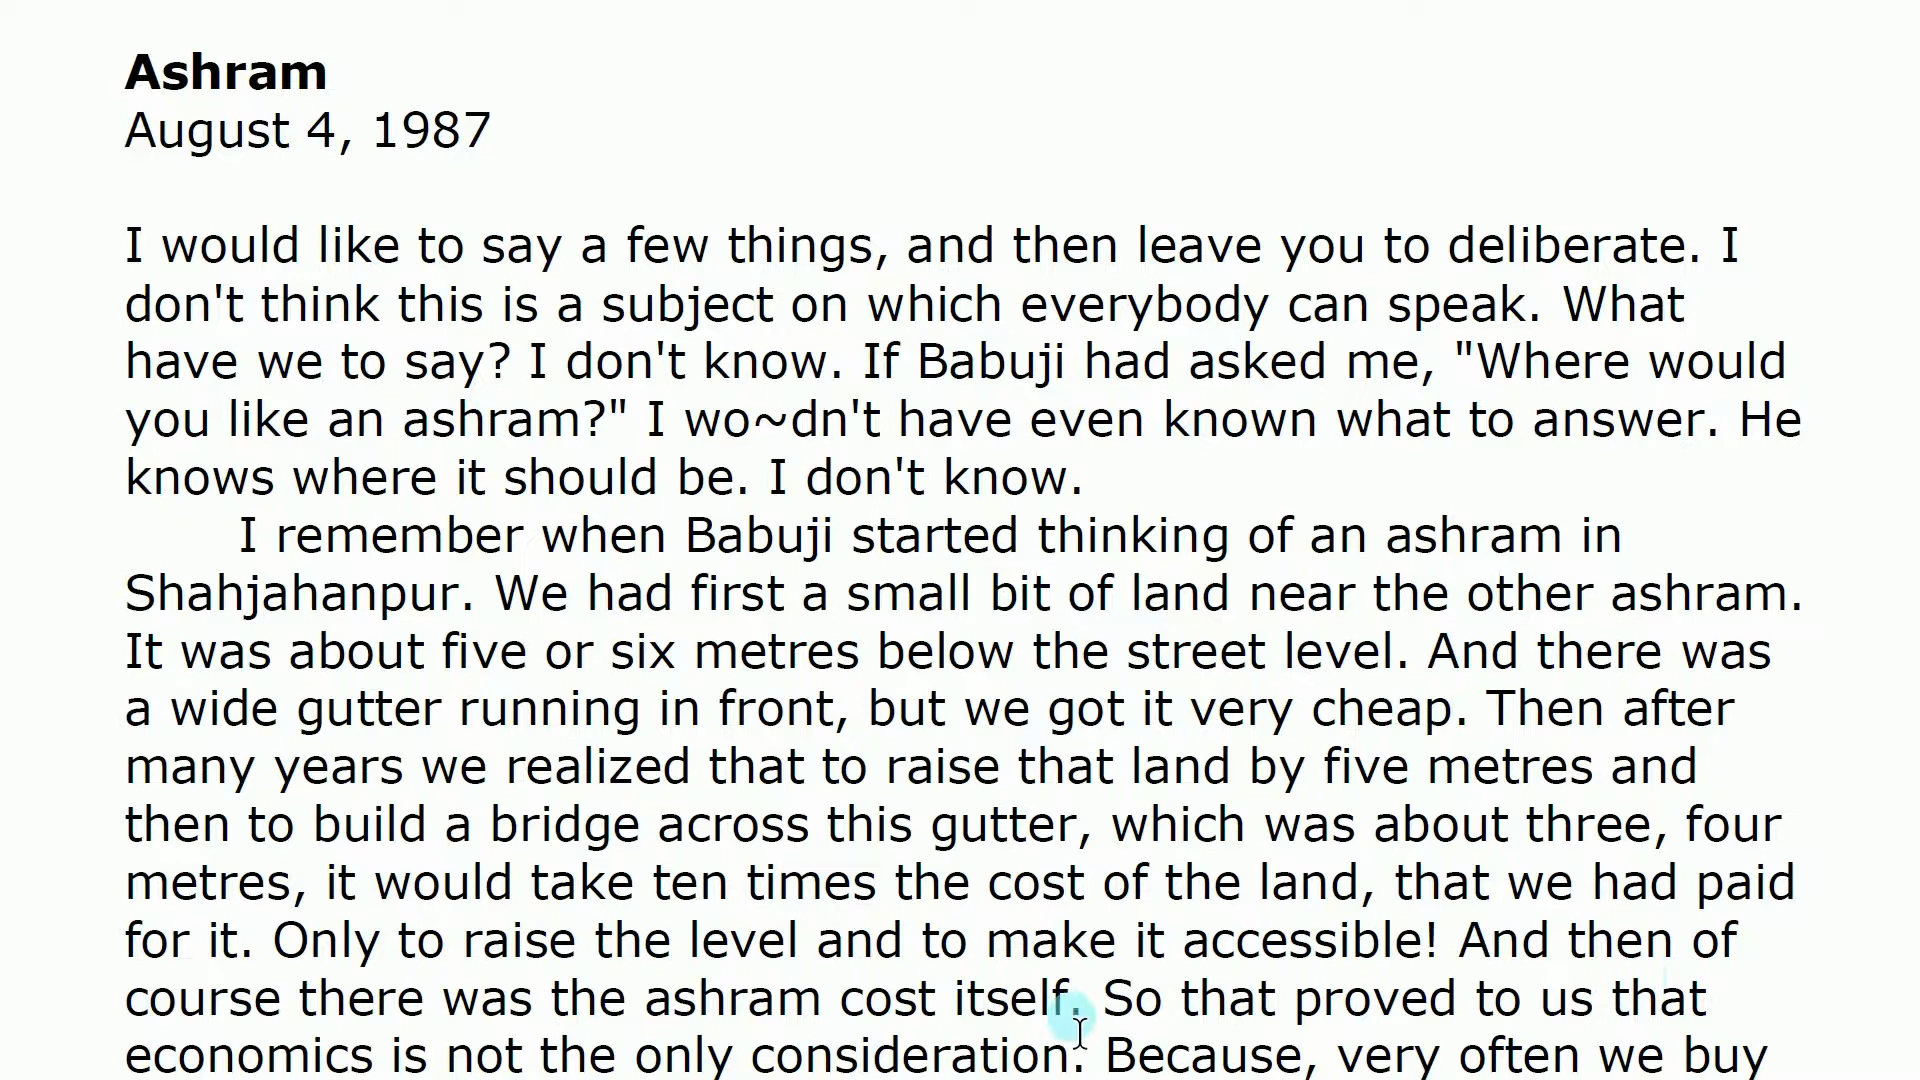 Ashram
August 4, 1987
I would like to say a few things, and then leave you to deliberate. I
don't think this is a subject on which everybody can speak. What
have we to say? I don't know. If Babuji had asked me, "Where would
you like an ashram?" I wo~dn't have even known what to answer. He
knows where it should be. I don't know.
I remember when Babuji started thinking of an ashram in
Shahjahanpur. We had first a small bit of land near the other ashram.
It was about five or six metres below the street level. And there was
a wide gutter running in front, but we got it very cheap. Then after
many years we realized that to raise that land by five metres and
then to build a bridge across this gutter, which was about three, four
metres, it would take ten times the cost of the land, that we had paid
for it. Only to raise the level and to make it accessible! And then of
course there was the ashram cost itself. So that proved to us that
economics is not the only consideration. Because, very often we buy